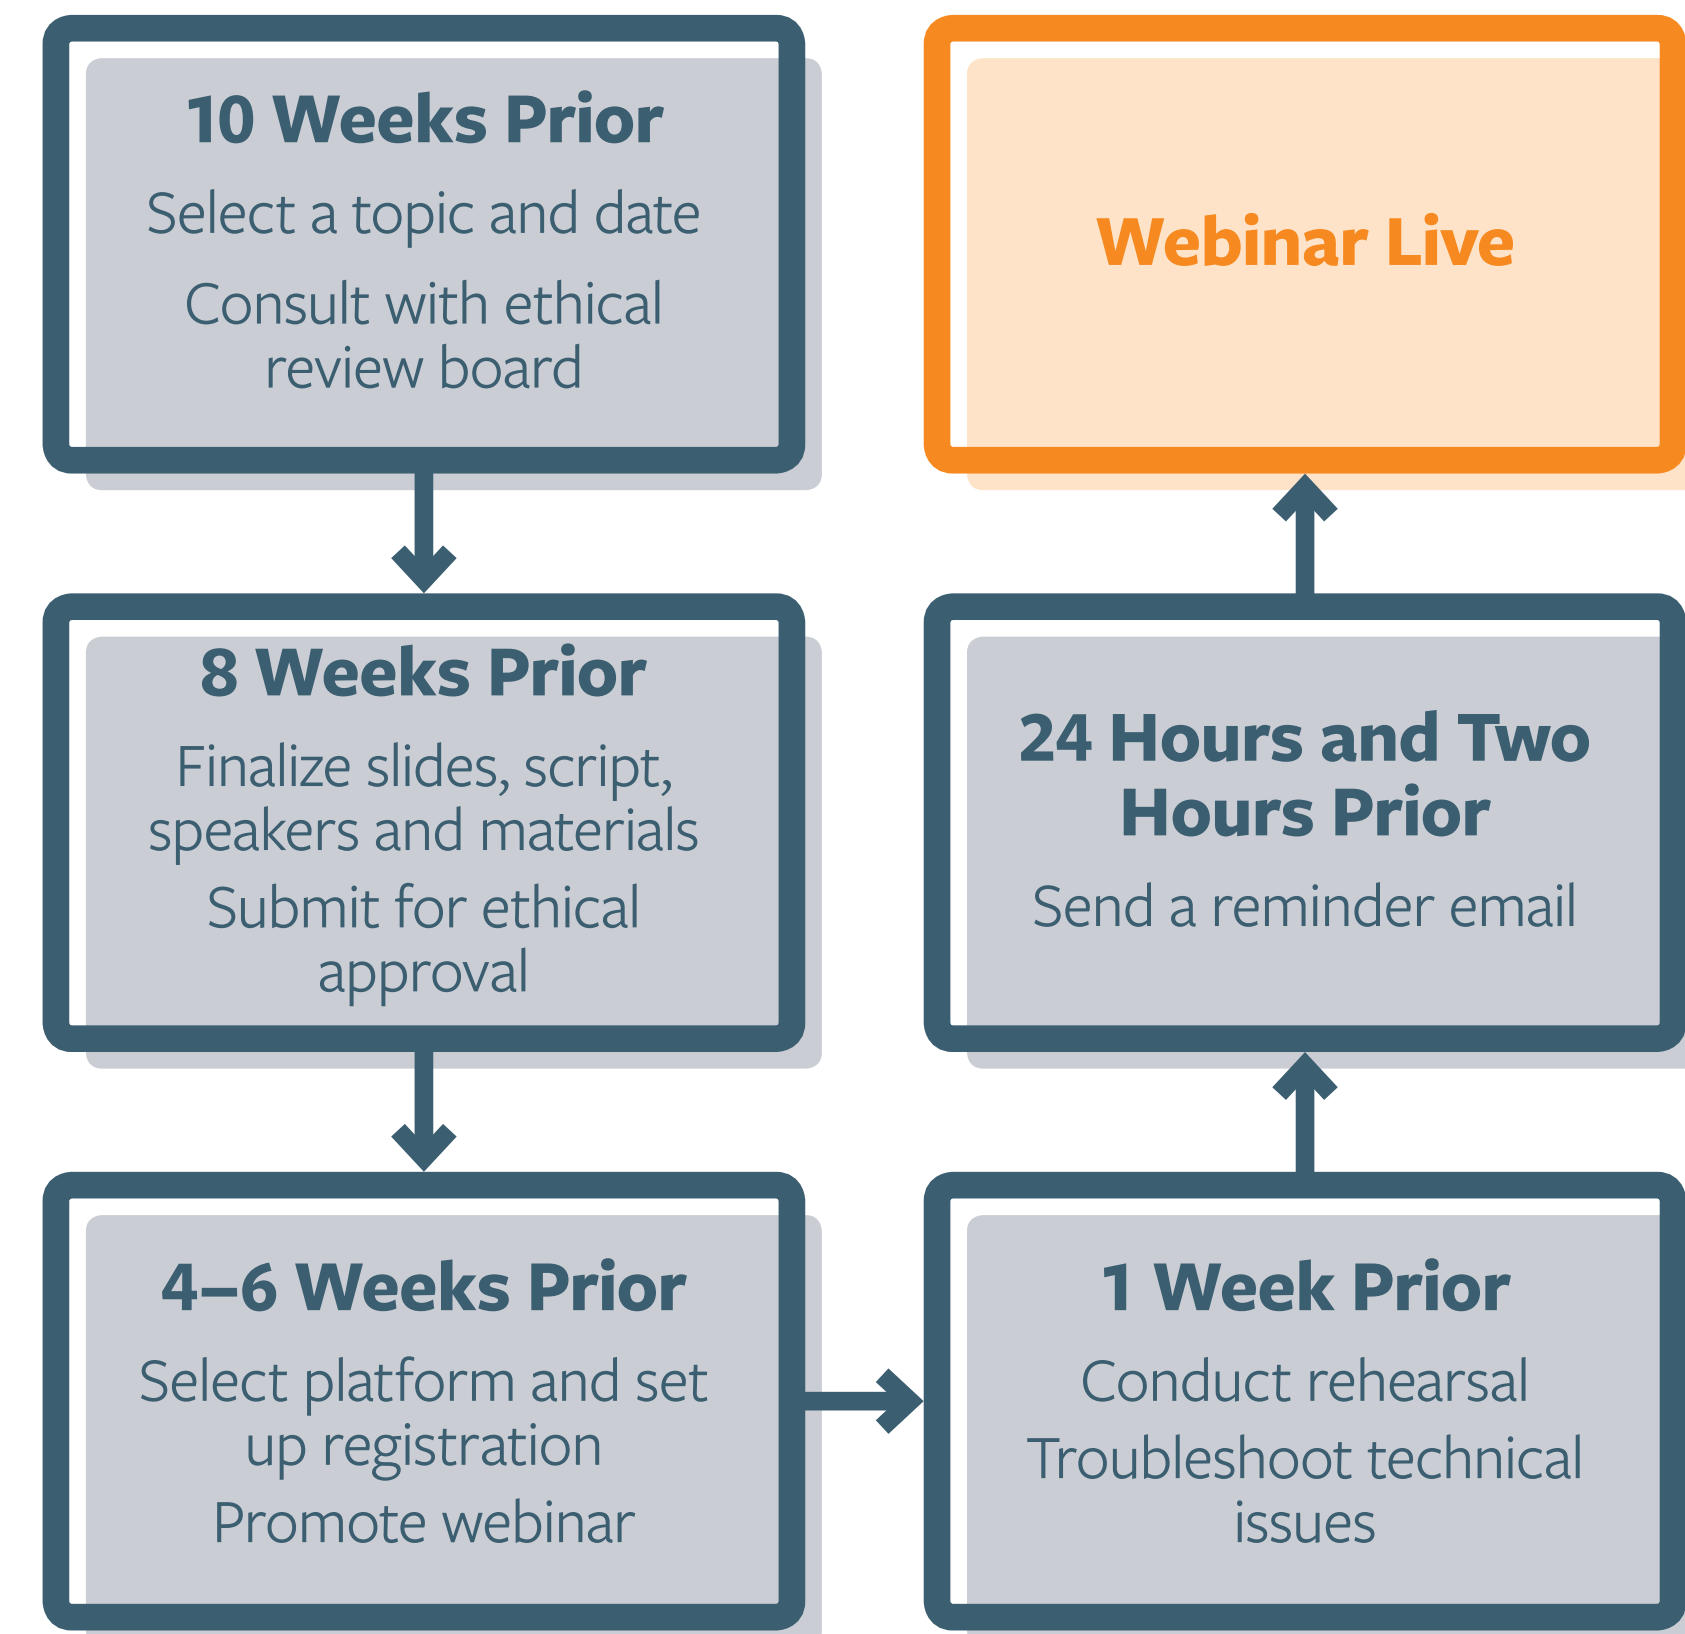 10 Weeks Prior
Select a topic and date
Consult with ethical
review board
8 Weeks Prior
Finalize slides, script,
speakers and materials
Submit for ethical
approval
4–6 Weeks Prior
Select platform and set
up registration
Promote webinar
1 Week Prior
Conduct rehearsal
Troubleshoot technical
issues
24 Hours and Two
Hours Prior
Send a reminder email
Webinar Live